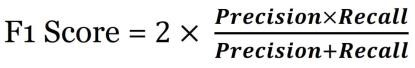 F1 Score = 2 × Precision×Recall / Precision+Recall